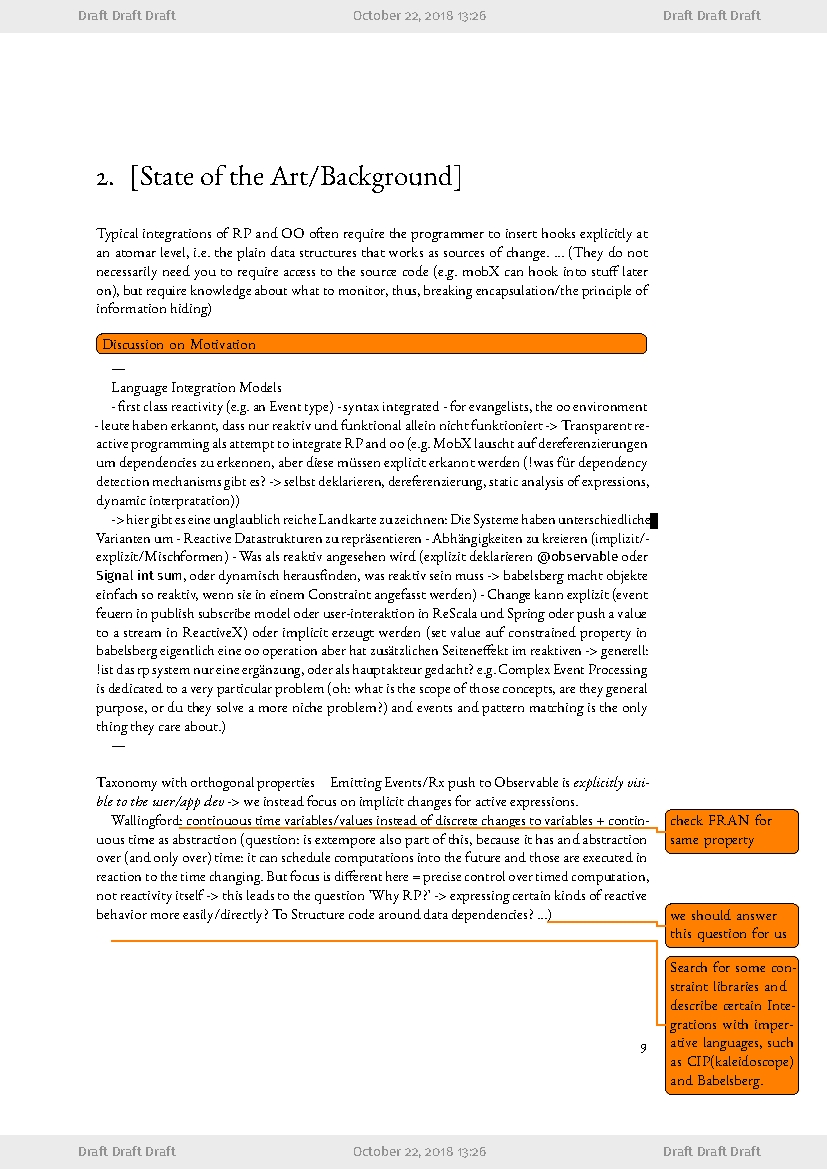 Draft Draft Draft October 22, 2018 13:26 Draft Draft Draft
2. [State of the Art/Background]
Typical integrations of RP and OO often require the programmer to insert hooks explicitly at
an atomar level, i.e. the plain data structures that works as sources of change. ... (They do not
necessarily need you to require access to the source code (e.g. mobX can hook into stuff later
on), but require knowledge about what to monitor, thus, breaking encapsulation/the principle of
information hiding)
Discussion on Motivation
—
Language Integration Models
- first class reactivity (e.g. an Event type) - syntax integrated - for evangelists, the oo environment
- leute haben erkannt, dass nur reaktiv und funktional allein nicht funktioniert -> Transparent re-
active programming als attempt to integrate RP and oo (e.g. MobX lauscht auf dereferenzierungen
um dependencies zu erkennen, aber diese müssen explicit erkannt werden (!was für dependency
detection mechanisms gibt es? -> selbst deklarieren, dereferenzierung, static analysis of expressions,
dynamic interpratation))
-> hier gibt es eine unglaublich reiche Landkarte zu zeichnen: Die Systeme haben unterschiedliche
Varianten um - Reactive Datastrukturen zu repräsentieren - Abhängigkeiten zu kreieren (implizit/-
explizit/Mischformen) - Was als reaktiv angesehen wird (explizit deklarieren @observable oder
Signal int sum, oder dynamisch herausfinden, was reaktiv sein muss -> babelsberg macht objekte
einfach so reaktiv, wenn sie in einem Constraint angefasst werden) - Change kann explizit (event
feuern in publish subscribe model oder user-interaktion in ReScala und Spring oder push a value
to a stream in ReactiveX) oder implicit erzeugt werden (set value auf constrained property in
babelsberg eigentlich eine oo operation aber hat zusätzlichen Seiteneffekt im reaktiven -> generell:
!ist das rp system nur eine ergänzung, oder als hauptakteur gedacht? e.g. Complex Event Processing
is dedicated to a very particular problem (oh: what is the scope of those concepts, are they general
purpose, or du they solve a more niche problem?) and events and pattern matching is the only
thing they care about.)
—
Taxonomy with orthogonal properties Emitting Events/Rx push to Observable is explicitly visi-
ble to the user/app dev -> we instead focus on implicit changes for active expressions.
Wallingford: continuous time variables/values instead of discrete changes to variables + contin-
uous time as abstraction (question: is extempore also part of this, because it has and abstraction
over (and only over) time: it can schedule computations into the future and those are executed in
reaction to the time changing. But focus is different here = precise control over timed computation,
not reactivity itself -> this leads to the question 'Why RP?' -> expressing certain kinds of reactive
behavior more easily/directly? To Structure code around data dependencies? ...)
check FRAN for
same property
we should answer
this question for us
Search for some con-
straint libraries and
describe certain Inte-
grations with imper-
ative languages, such
as CIP(kaleidoscope)
and Babelsberg.
9
Draft Draft Draft October 22, 2018 13:26 Draft Draft Draft